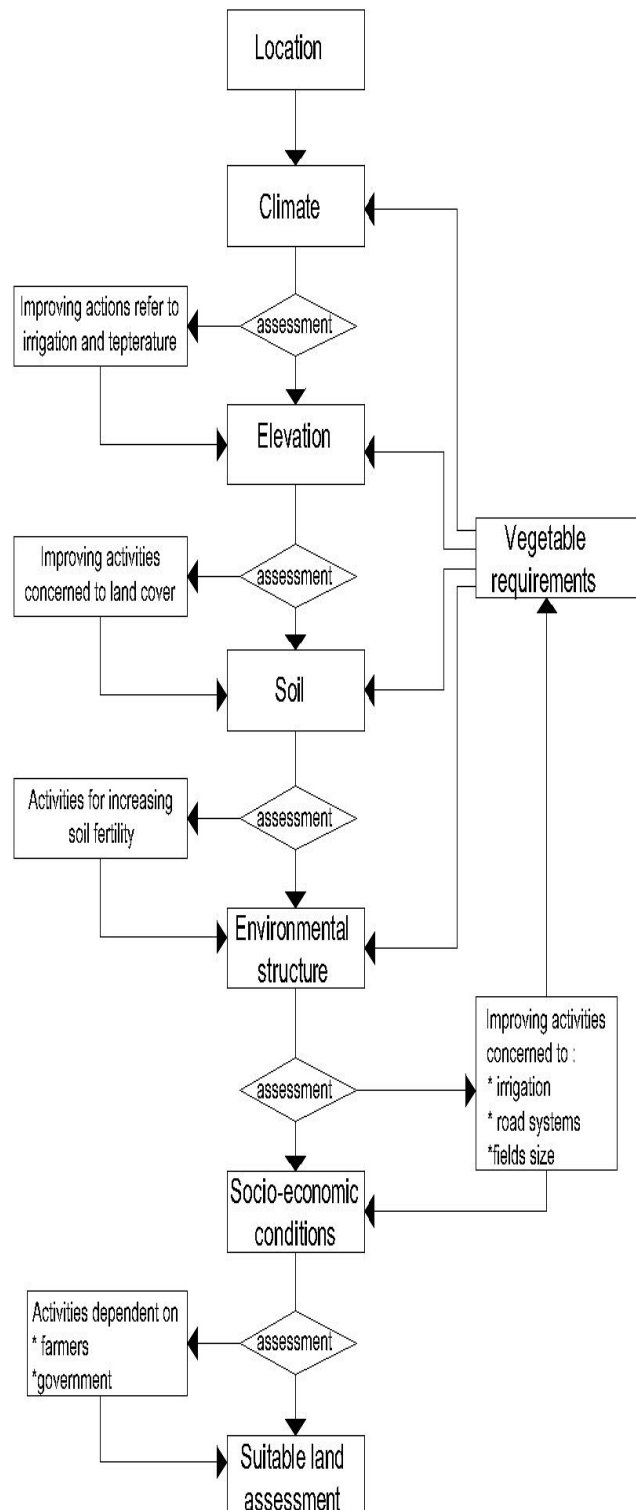 Location
Climate
assessment
Improving actions refer to
irrigation and tepterature
Elevation
assessment
Improving activities
concerned to land cover
Vegetable
requirements
Soil
assessment
Activities for increasing
soil fertility
Environmental
structure
assessment
Improving activities
concerned to :
* irrigation
* road systems
*fields size
Socio-economic
conditions
assessment
Activities dependent on
* farmers
*government
Suitable land
assessment